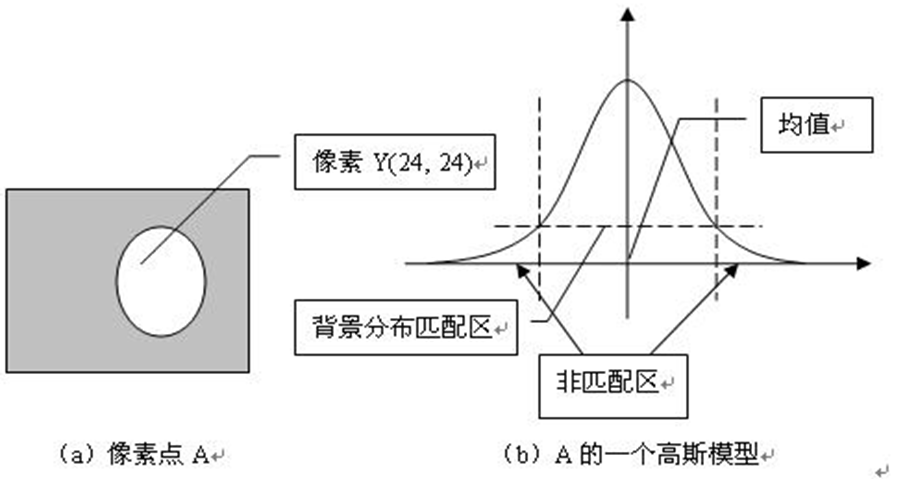 像素 Y(24, 24)
均值
背景分布匹配区
非匹配区
(a) 像素点 A
(b) A 的一个高斯模型